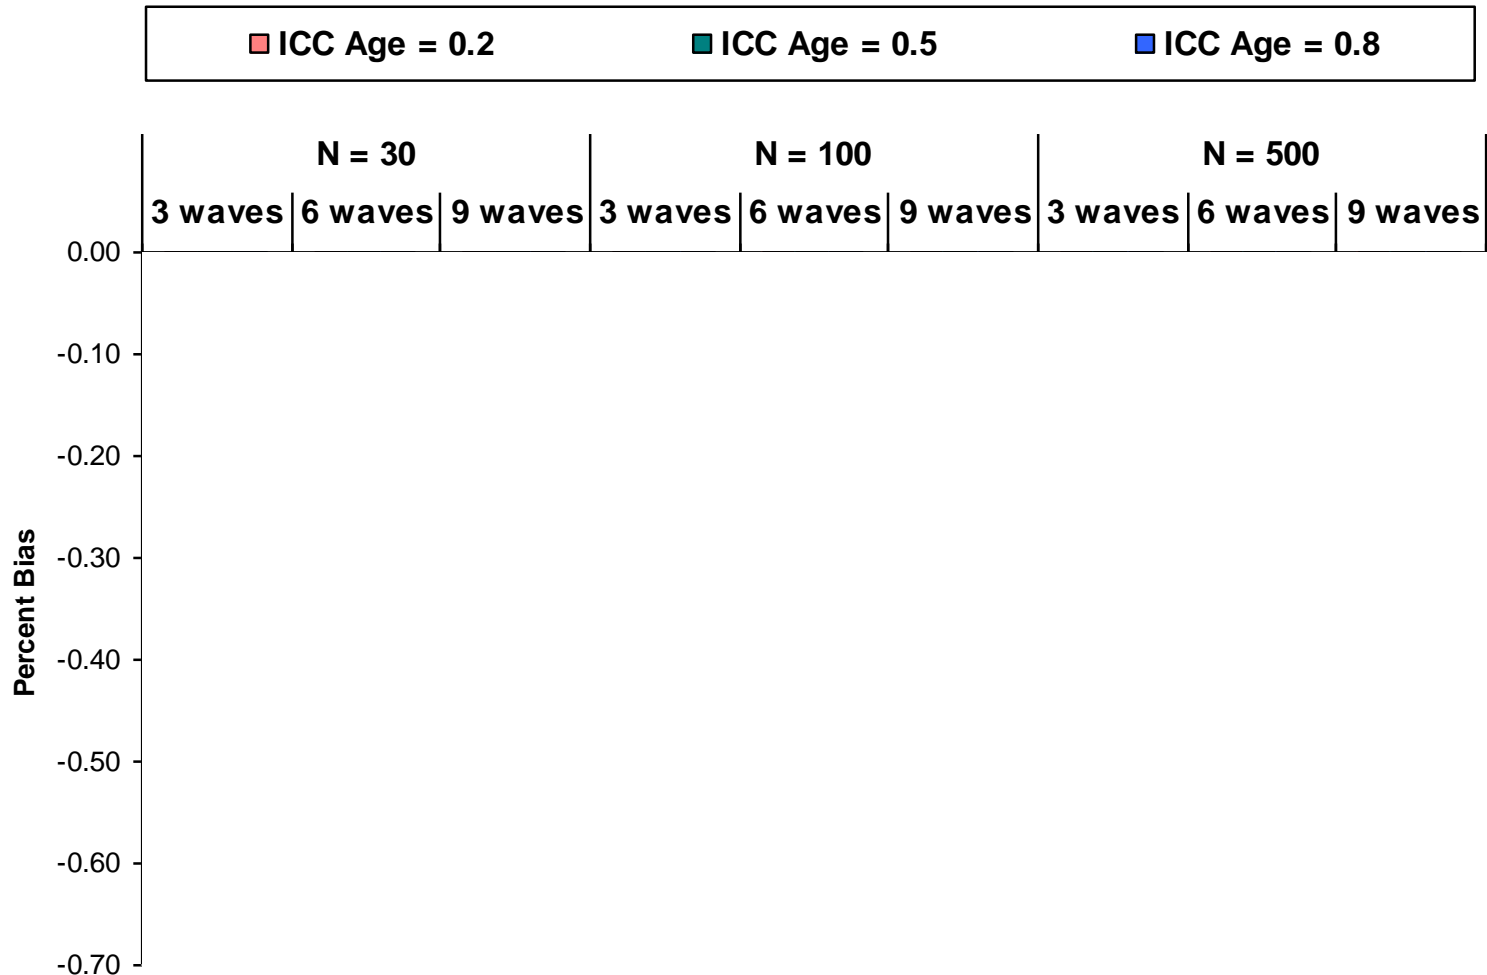 ICC Age = 0.2 ICC Age = 0.5 ICC Age = 0.8
N = 30 N = 100 N = 500
3 waves 6 waves 9 waves 3 waves 6 waves 9 waves 3 waves 6 waves 9 waves
0.00
-0.10
-0.20
-0.30
-0.40
-0.50
-0.60
-0.70
Percent Bias